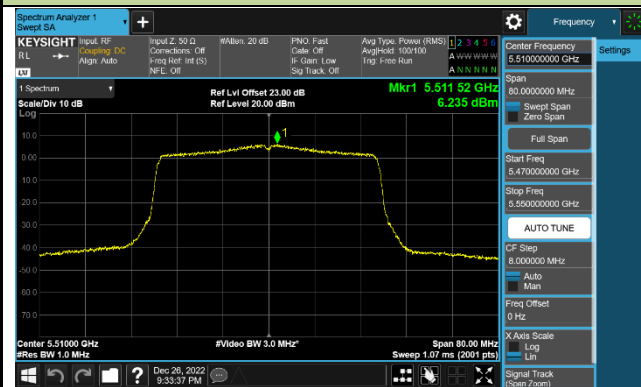 Spectrum Analyzer 1
Swept SA
+
Frequency
KEYSIGHT
RL
Input: RF
Coupling: DC
Align: Auto
Input Z: 50 Ω
Corrections: Off
Freq Ref: Int (S)
NFE: Off
#Atten: 20 dB
PNO: Fast
Gate: Off
IF Gain: Low
Sig Track: Off
Avg Type: Power (RMS)
Avg|Hold: 100/100
Trig: Free Run
1 2 3 4 5 6
A W W W W W
A N N N N N
1 Spectrum
Scale/Div 10 dB
Log
Ref Lvl Offset 23.00 dB
Ref Level 20.00 dBm
Mkr1 5.511 52 GHz
6.235 dBm
1
10.0
0.00
10.0
20.0
30.0
40.0
-50.0
60.0
70.0
Center 5.51000 GHz
#Res BW 1.0 MHz
#Video BW 3.0 MHz*
Span 80.00 MHz
Sweep 1.07 ms (2001 pts)
Center Frequency
5.510000000 GHz
Settings
Span
80.0000000 MHz
Swept Span
Zero Span
Full Span
Start Freq
5.470000000 GHz
Stop Freq
5.550000000 GHz
AUTO TUNE
CF Step
8.000000 MHz
Auto
Man
Freq Offset
0 Hz
X Axis Scale
Log
Lin
Signal Track
(Span Zoom)
?
Dec 26, 2022
9:33:37 PM